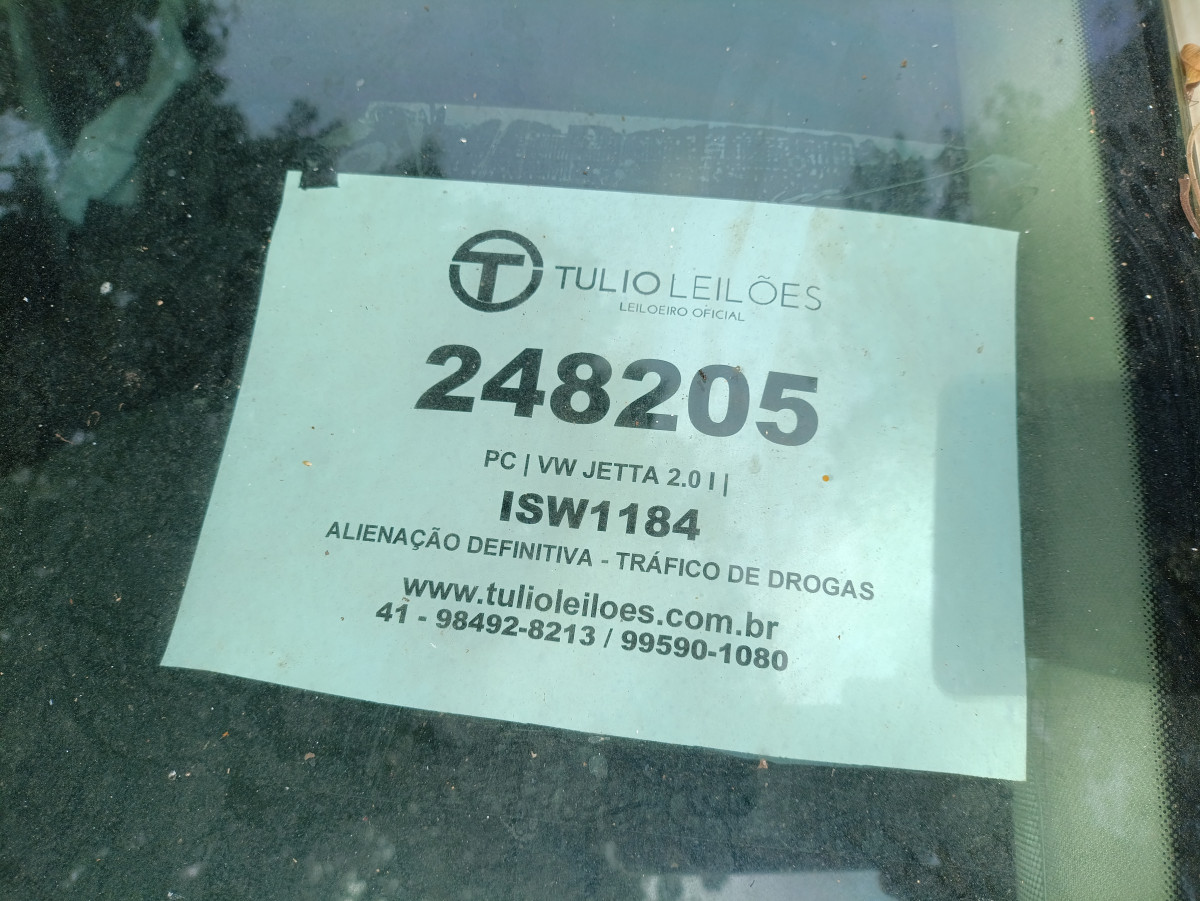 T TULIO LEILÕES
LEILOEIRO OFICIAL
248205
PC | VW JETTA 2.0 I |
ISW1184
ALIENAÇÃO DEFINITIVA - TRÁFICO DE DROGAS
www.tulioleiloes.com.br
41 - 98492-8213 / 99590-1080